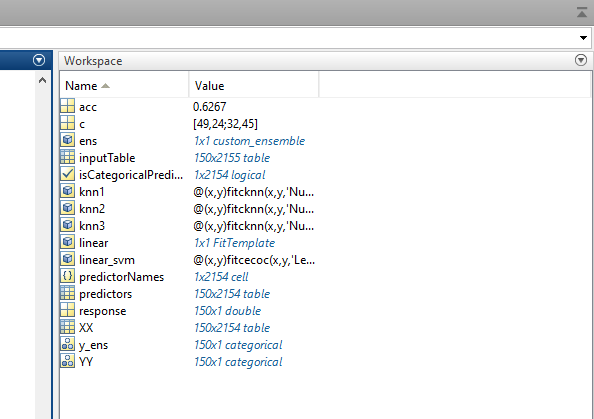 Workspace
Name Value
acc 0.6267
c [49,24;32,45]
ens 1x1 custom_ensemble
inputTable 150x2155 table
isCategoricalPredi... 1x2154 logical
knn1 @(x,y)fitcknn(x,y,'Nu...
knn2 @(x,y)fitcknn(x,y,'Nu...
knn3 @(x,y)fitcknn(x,y,'Nu...
linear 1x1 FitTemplate
linear_svm @(x,y)fitcecoc(x,y,'Le...
predictorNames 1x2154 cell
predictors 150x2154 table
response 150x1 double
XX 150x2154 table
y_ens 150x1 categorical
YY 150x1 categorical